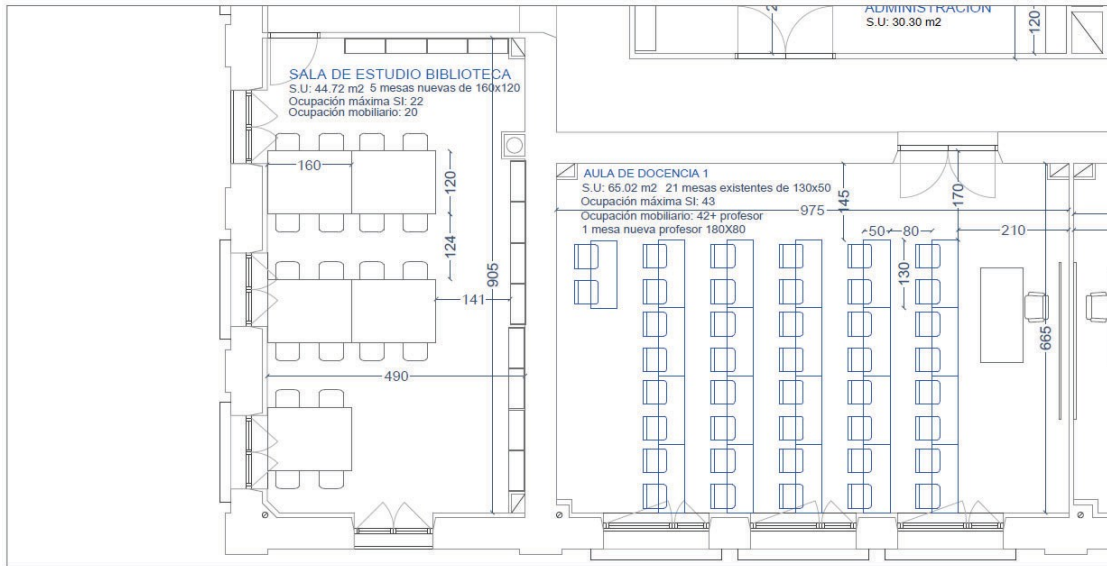 ADMINISTRACIÓN
S.U: 30.30 m2
120
SALA DE ESTUDIO BIBLIOTECA
S.U: 44.72 m2 5 mesas nuevas de 160x120
Ocupación máxima SI: 22
Ocupación mobiliario: 20
160
120
124
905
141
490
AULA DE DOCENCIA 1
S.U: 65.02 m2 21 mesas existentes de 130x50
Ocupación máxima SI: 43
Ocupación mobiliario: 42+ profesor
1 mesa nueva profesor 180X80
975
145
170
50
80
210
130
665